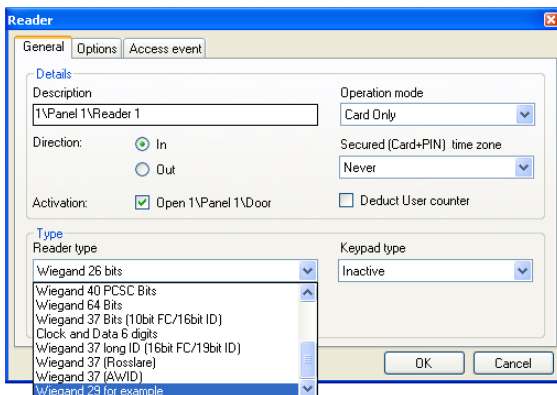 Reader
General Options Access event
Details
Description
1\Panel 1\Reader 1
Operation mode
Card Only
Direction:
In
Out
Secured (Card+PIN) time zone
Never
Activation:
Open 1\Panel 1\Door
Deduct User counter
Type
Reader type
Wiegand 26 bits
Keypad type
Inactive
Wiegand 40 PCSC Bits
Wiegand 64 Bits
Wiegand 37 Bits (10bit FC/16bit ID)
Clock and Data 6 digits
Wiegand 37 long ID (16bit FC/19bit ID)
Wiegand 37 (Rosslare)
Wiegand 37 (AWID)
Wiegand 29 for example
OK Cancel